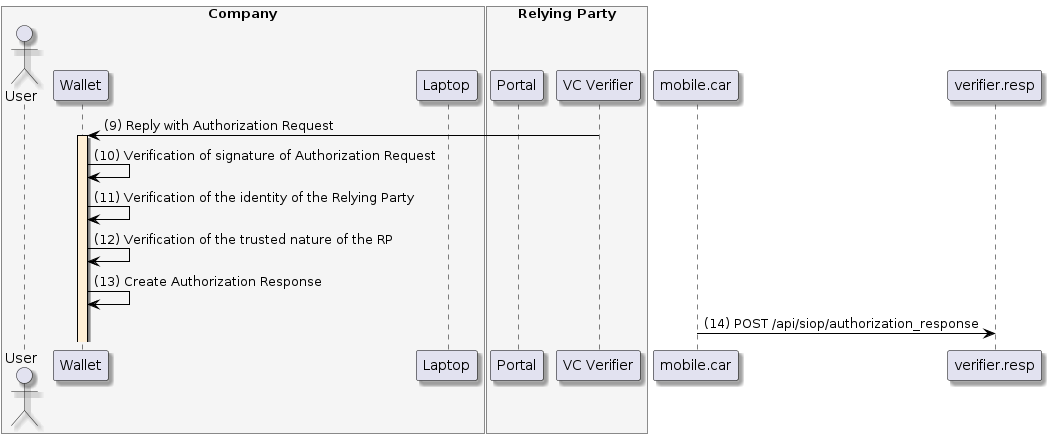 Company
Relying Party
User
Wallet
Laptop
Portal
VC Verifier
mobile.car
verifier.resp
(9) Reply with Authorization Request
(10) Verification of signature of Authorization Request
(11) Verification of the identity of the Relying Party
(12) Verification of the trusted nature of the RP
(13) Create Authorization Response
(14) POST /api/siop/authorization_response
User
Wallet
Laptop
Portal
VC Verifier
mobile.car
verifier.resp